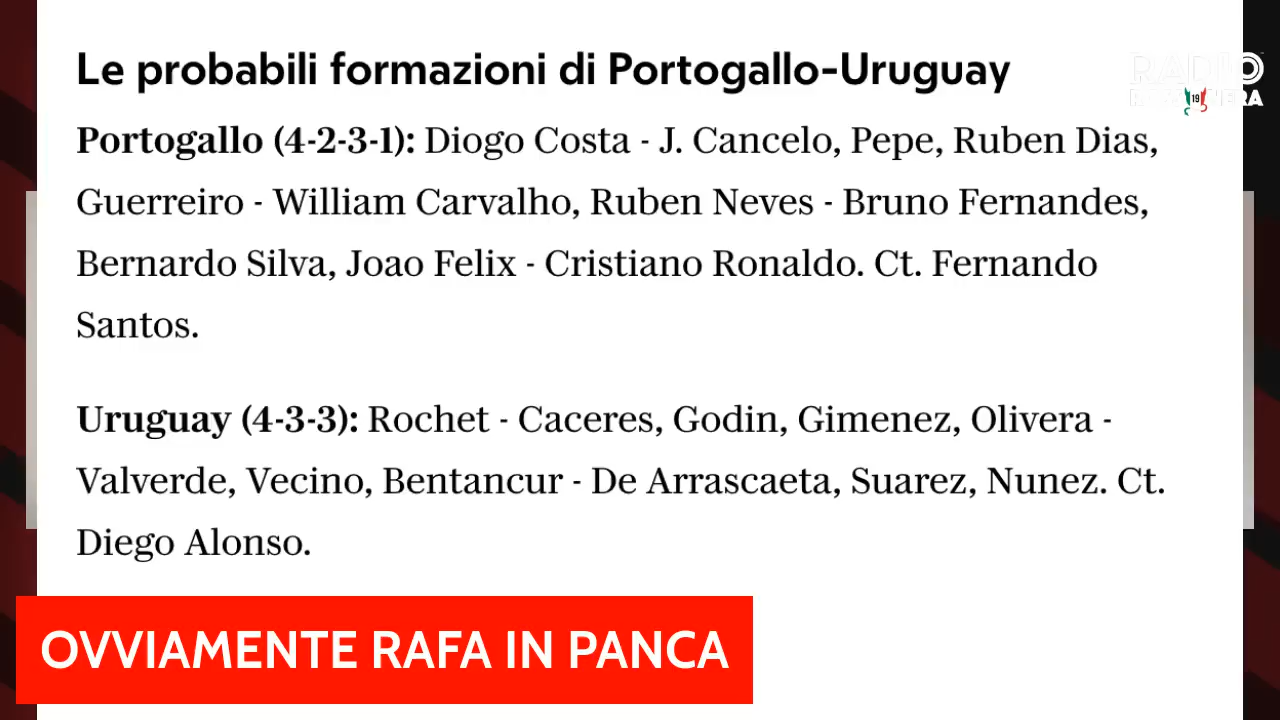 Le probabili formazioni di Portogallo-Uruguay
RADIO
19
Portogallo (4-2-3-1): Diogo Costa - J. Cancelo, Pepe, Ruben Dias,
Guerreiro - William Carvalho, Ruben Neves - Bruno Fernandes,
Bernardo Silva, Joao Felix - Cristiano Ronaldo. Ct. Fernando
Santos.
Uruguay (4-3-3): Rochet - Caceres, Godin, Gimenez, Olivera -
Valverde, Vecino, Bentancur - De Arrascaeta, Suarez, Nunez. Ct.
Diego Alonso.
OVVIAMENTE RAFA IN PANCA